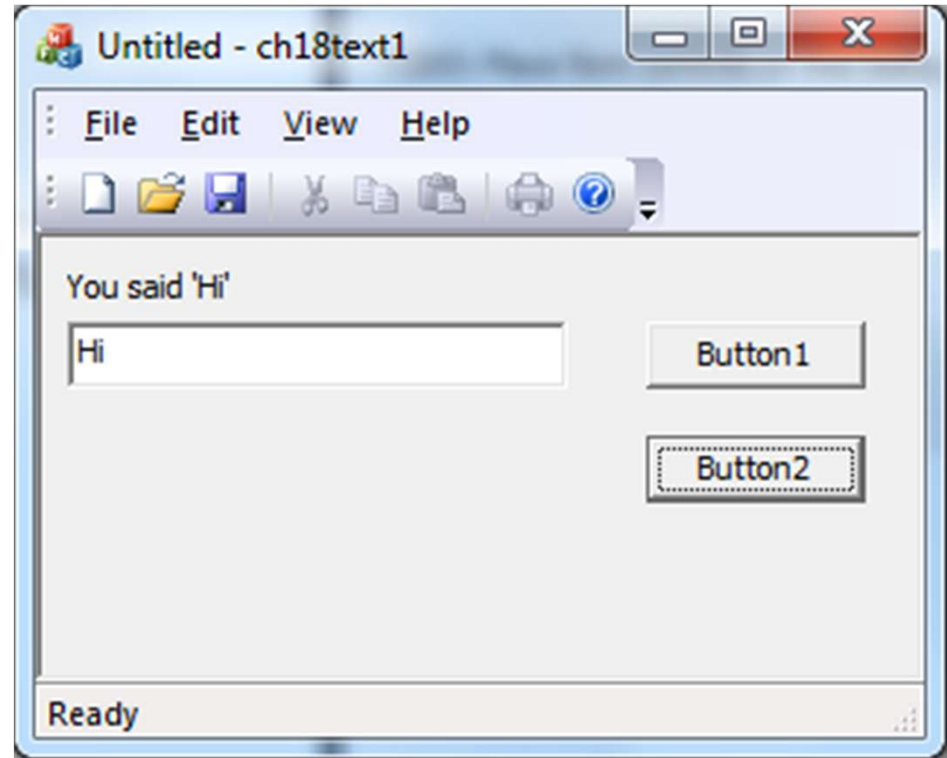 Untitled - ch18text1
File Edit View Help
You said 'Hi'
Hi
Button1
Button2
Ready